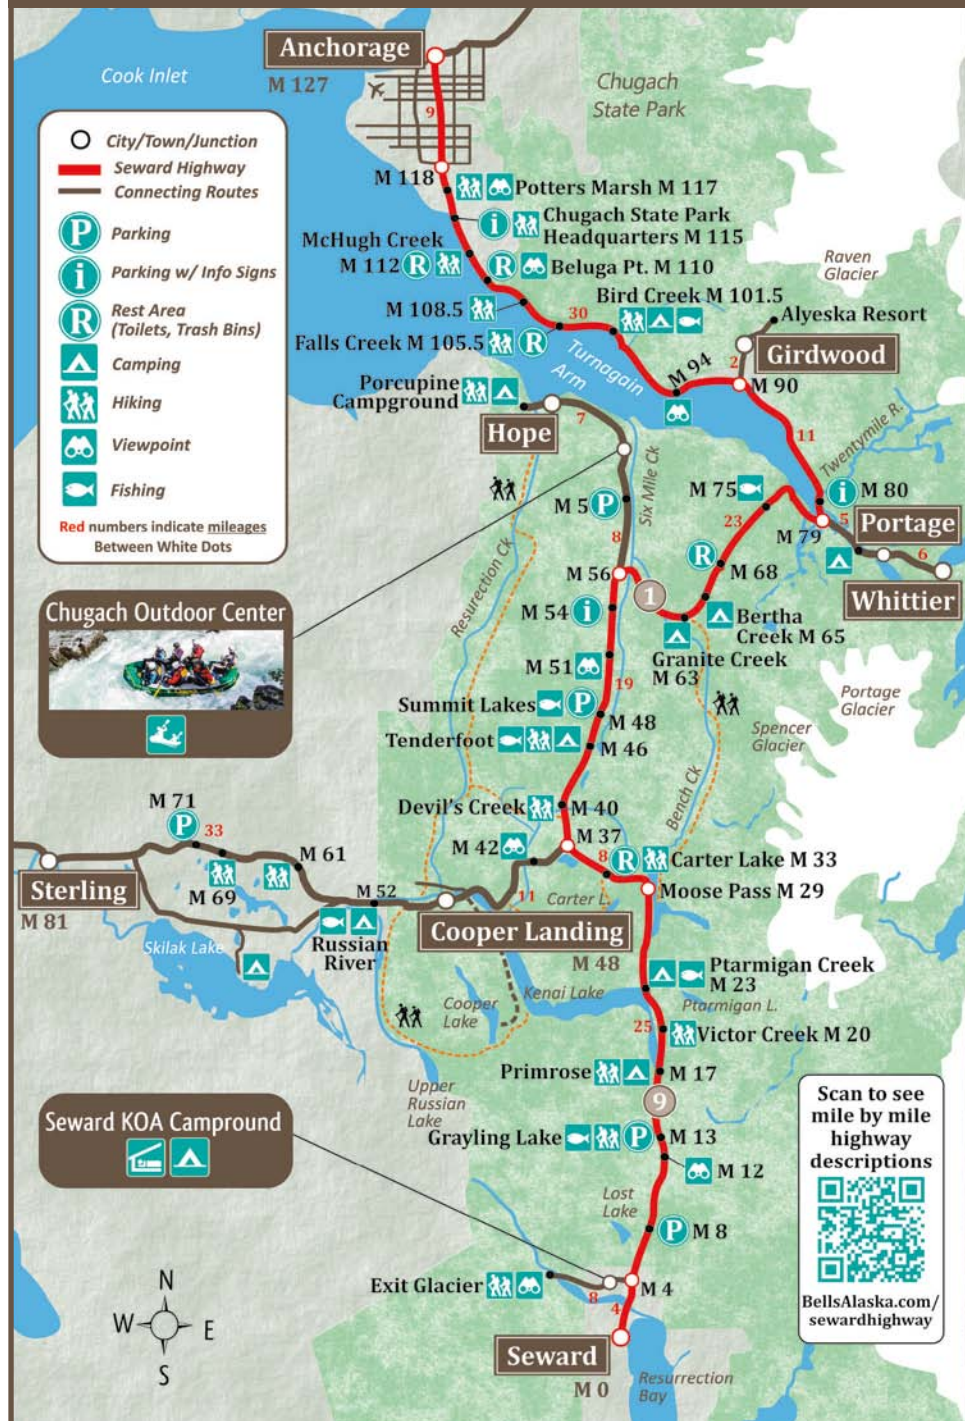 Anchorage
M 127
Cook Inlet
Chugach
State Park
City/Town/Junction
Seward Highway
Connecting Routes
P
Parking
i
Parking w/ Info Signs
R
Rest Area
(Toilets, Trash Bins)
Camping
Hiking
Viewpoint
Fishing
Red numbers indicate mileages
Between White Dots
9
M 118
Potters Marsh M 117
i
Chugach State Park
Headquarters M 115
McHugh Creek
M 112
R
R
Beluga Pt. M 110
Raven
Glacier
M 108.5
30
Bird Creek M 101.5
Alyeska Resort
Falls Creek M 105.5
R
Girdwood
2
Turnagain
Arm
M 94
M 90
Porcupine
Campground
7
Hope
11
Twentymile R.
Six Mile Ck
M 75
i
M 80
M 5
P
23
5
Portage
M 79
8
R
M 68
6
Whittier
M 56
1
Resurection Ck
M 54
i
Bertha
Creek M 65
Granite Creek
M 63
Chugach Outdoor Center
M 51
19
Summit Lakes
P
M 48
Portage
Glacier
Spencer
Glacier
Tenderfoot
M 46
Bench Ck
Devil's Creek
M 40
M 71
P
33
M 37
M 42
8
R
Carter Lake M 33
M 61
Sterling
M 81
M 69
M 52
11
Carter L.
Moose Pass M 29
Cooper Landing
M 48
Skilak Lake
Russian
River
Ptarmigan Creek
M 23
Cooper
Lake
Kenai Lake
Ptarmigan L.
25
Victor Creek M 20
Primrose
M 17
Upper
Russian
Lake
9
Seward KOA Campround
Grayling Lake
P
M 13
M 12
Lost
Lake
P
M 8
Scan to see
mile by mile
highway
descriptions
BellsAlaska.com/
sewardhighway
Exit Glacier
8
M 4
4
N
W
E
S
Seward
M 0
Resurrection
Bay